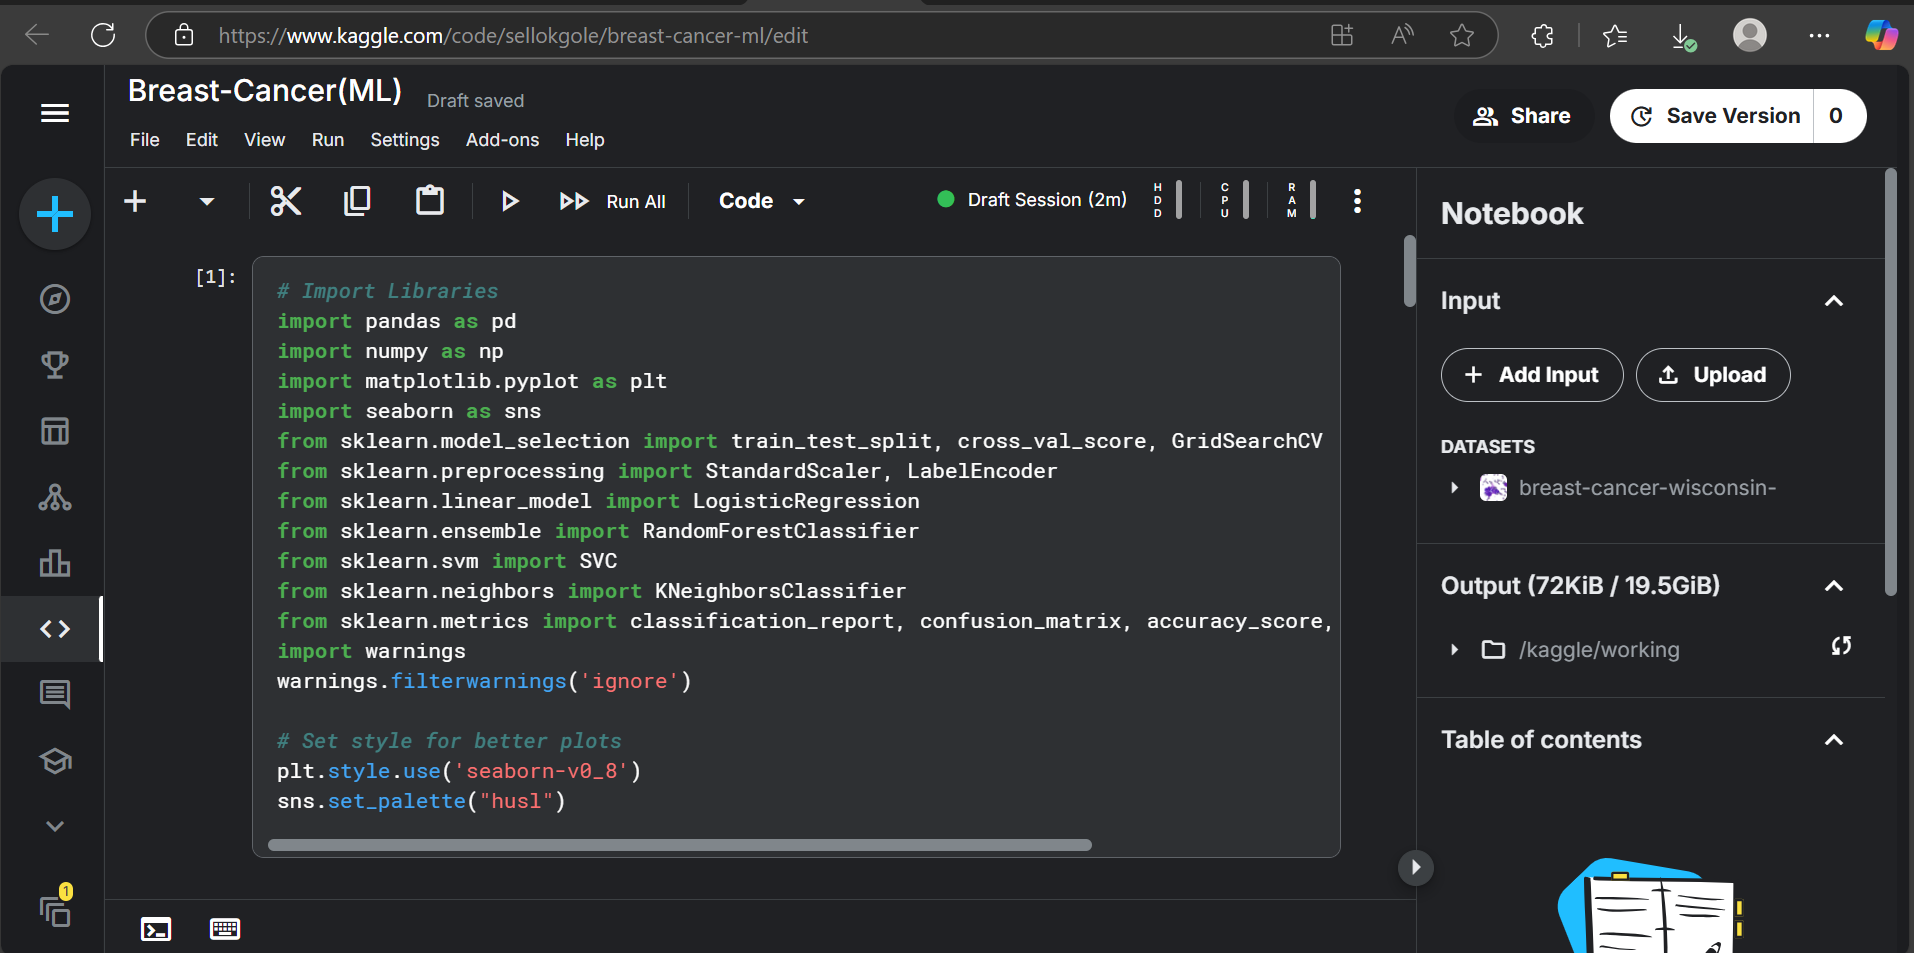 https://www.kaggle.com/code/sellokgole/breast-cancer-ml/edit
Breast-Cancer(ML) Draft saved
File Edit View Run Settings Add-ons Help
Share
Save Version 0
Run All Code Draft Session (2m) HDD CPU RAM
[1]:
# Import Libraries
import pandas as pd
import numpy as np
import matplotlib.pyplot as plt
import seaborn as sns
from sklearn.model_selection import train_test_split, cross_val_score, GridSearchCV
from sklearn.preprocessing import StandardScaler, LabelEncoder
from sklearn.linear_model import LogisticRegression
from sklearn.ensemble import RandomForestClassifier
from sklearn.svm import SVC
from sklearn.neighbors import KNeighborsClassifier
from sklearn.metrics import classification_report, confusion_matrix, accuracy_score,
import warnings
warnings.filterwarnings('ignore')
# Set style for better plots
plt.style.use('seaborn-v0_8')
sns.set_palette("husl")
Notebook
Input
Add Input Upload
DATASETS
breast-cancer-wisconsin-
Output (72KiB / 19.5GiB)
/kaggle/working
Table of contents
1